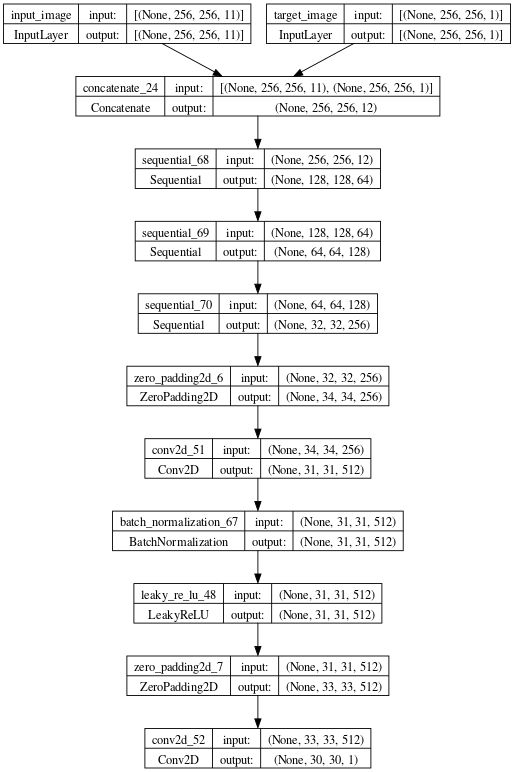 input_image input: [(None, 256, 256, 11)]
InputLayer output: [(None, 256, 256, 11)]
target_image input: [(None, 256, 256, 1)]
InputLayer output: [(None, 256, 256, 1)]
concatenate_24 input: [(None, 256, 256, 11), (None, 256, 256, 1)]
Concatenate output: (None, 256, 256, 12)
sequential_68 input: (None, 256, 256, 12)
Sequential output: (None, 128, 128, 64)
sequential_69 input: (None, 128, 128, 64)
Sequential output: (None, 64, 64, 128)
sequential_70 input: (None, 64, 64, 128)
Sequential output: (None, 32, 32, 256)
zero_padding2d_6 input: (None, 32, 32, 256)
ZeroPadding2D output: (None, 34, 34, 256)
conv2d_51 input: (None, 34, 34, 256)
Conv2D output: (None, 31, 31, 512)
batch_normalization_67 input: (None, 31, 31, 512)
BatchNormalization output: (None, 31, 31, 512)
leaky_re_lu_48 input: (None, 31, 31, 512)
LeakyReLU output: (None, 31, 31, 512)
zero_padding2d_7 input: (None, 31, 31, 512)
ZeroPadding2D output: (None, 33, 33, 512)
conv2d_52 input: (None, 33, 33, 512)
Conv2D output: (None, 30, 30, 1)